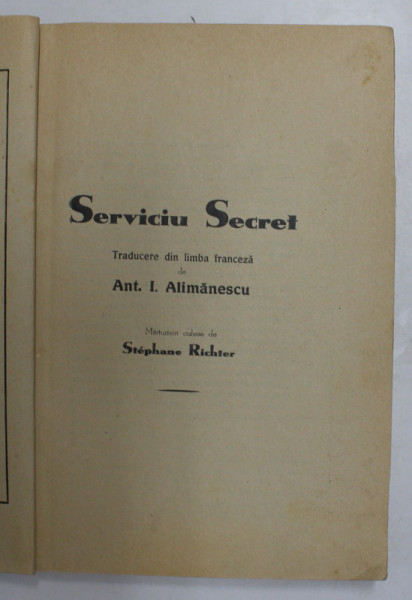 Serviciu Secret
Traducere din limba franceză
de
Ant. I. Alimănescu
Mărturisiri culese de
Stéphane Richter